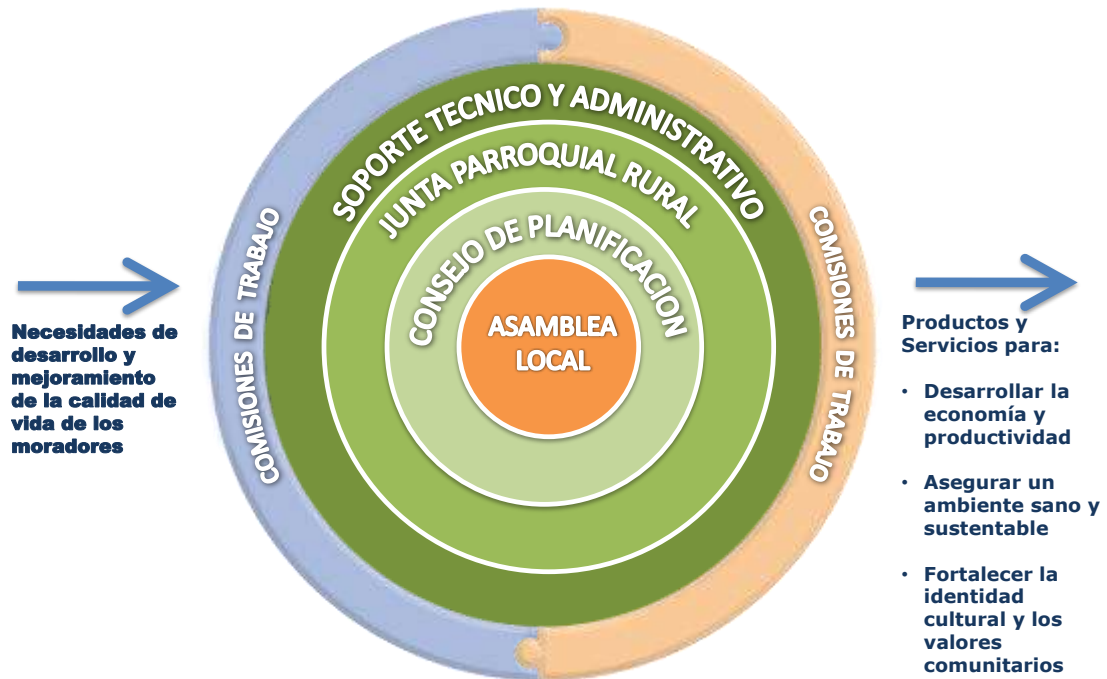 Necesidades de
desarrollo y
mejoramiento
de la calidad de
vida de los
moradores
COMISIONES DE TRABAJO
SOPORTE TECNICO Y ADMINISTRATIVO
JUNTA PARROQUIAL RURAL
CONSEJO DE PLANIFICACION
ASAMBLEA
LOCAL
COMISIONES DE TRABAJO
Productos y
Servicios para:
• Desarrollar la
economía y
productividad
• Asegurar un
ambiente sano y
sustentable
• Fortalecer la
identidad
cultural y los
valores
comunitarios